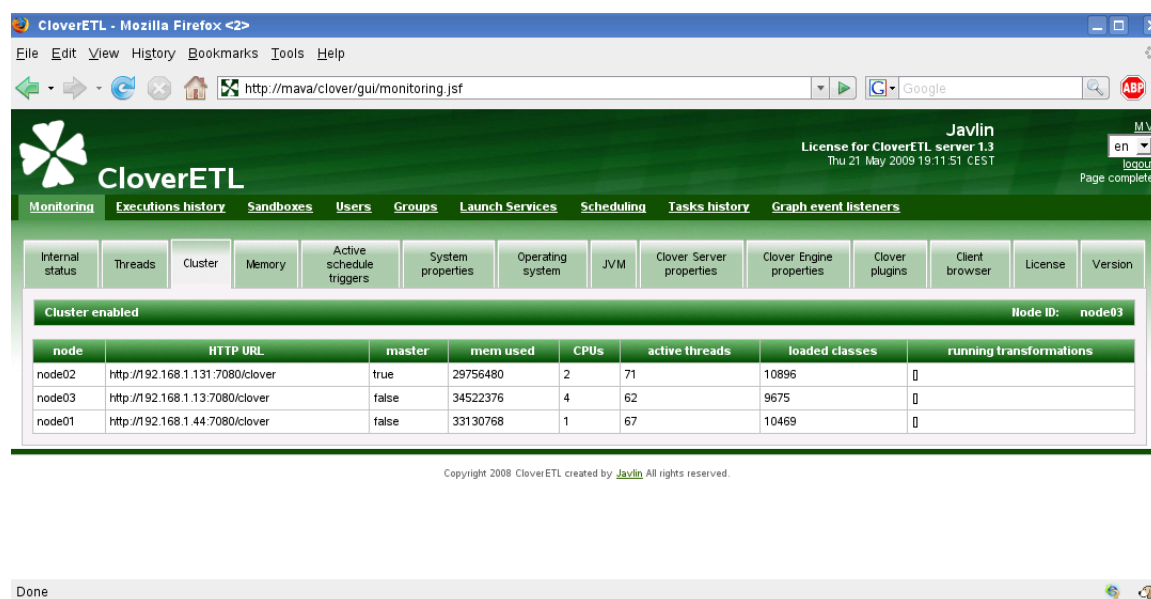 CloverETL - Mozilla Firefox <2>
File Edit View History Bookmarks Tools Help
http://mava/clover/gui/monitoring.jsf G Google ABP
CloverETL
Javlin
License for CloverETL server 1.3
Thu 21 May 2009 19:11:51 CEST
en
Page complete
Monitoring Executions history Sandboxes Users Groups Launch Services Scheduling Tasks history Graph event listeners
Internal status Threads Cluster Memory Active schedule triggers System properties Operating system JVM Clover Server properties Clover Engine properties Clover plugins Client browser License Version
Cluster enabled Node ID: node03
node HTTP URL master mem used CPUs active threads loaded classes running transformations
node02 http://192.168.1.131:7080/clover true 29756480 2 71 10896 []
node03 http://192.168.1.13:7080/clover false 34522376 4 62 9675 []
node01 http://192.168.1.44:7080/clover false 33130768 1 67 10469 []
Copyright 2008 CloverETL created by Javlin All rights reserved.
Done